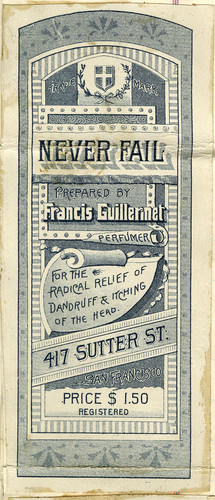 TRADE MARK
NEVER FAIL
PREPARED BY
Francis Guillerinet
PERFUMER
FOR THE
RADICAL RELIEF OF
DANDRUFF & ITCHING
OF THE HEAD.
417 SUTTER ST.
SAN FRANCISCO
PRICE $ 1.50
REGISTERED